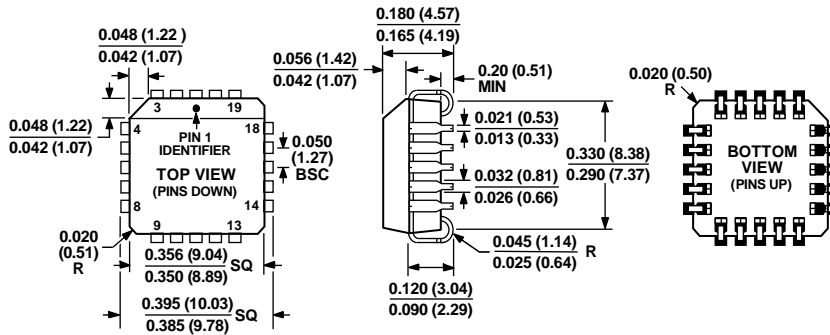 0.180 (4.57)
0.165 (4.19)
0.048 (1.22 )
0.042 (1.07)
0.056 (1.42)
0.042 (1.07)
0.20 (0.51)
MIN
0.020 (0.50)
R
3
19
0.048 (1.22)
0.042 (1.07)
4
18
PIN 1
IDENTIFIER
TOP VIEW
(PINS DOWN)
0.050
(1.27)
BSC
8
14
9
13
0.020
(0.51)
R
0.356 (9.04)
0.350 (8.89)
SQ
0.395 (10.03)
0.385 (9.78)
SQ
0.021 (0.53)
0.013 (0.33)
0.032 (0.81)
0.026 (0.66)
0.330 (8.38)
0.290 (7.37)
0.045 (1.14)
0.025 (0.64)
R
0.120 (3.04)
0.090 (2.29)
BOTTOM
VIEW
(PINS UP)